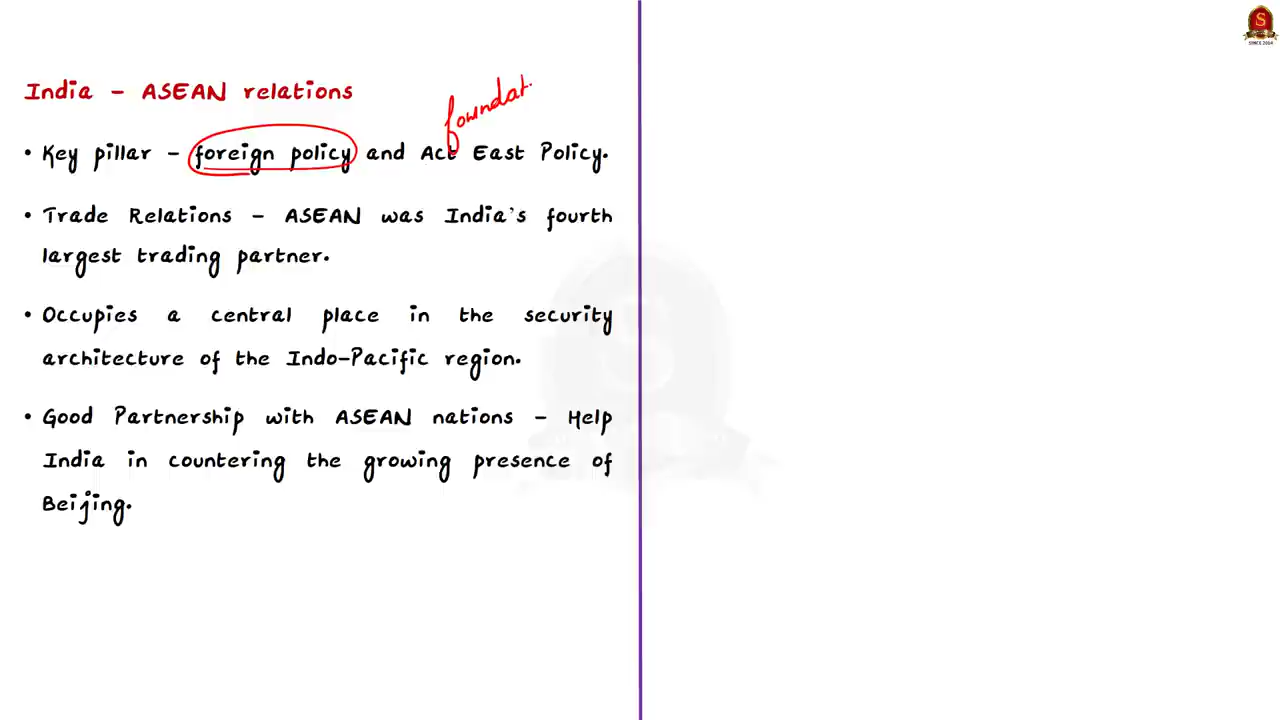 India - ASEAN relations
foundat
• Key pillar - foreign policy and Act East Policy.
• Trade Relations - ASEAN was India's fourth
largest trading partner.
• Occupies a central place in the security
architecture of the Indo-Pacific region.
• Good Partnership with ASEAN nations - Help
India in countering the growing presence of
Beijing.
S
SINCE 2014